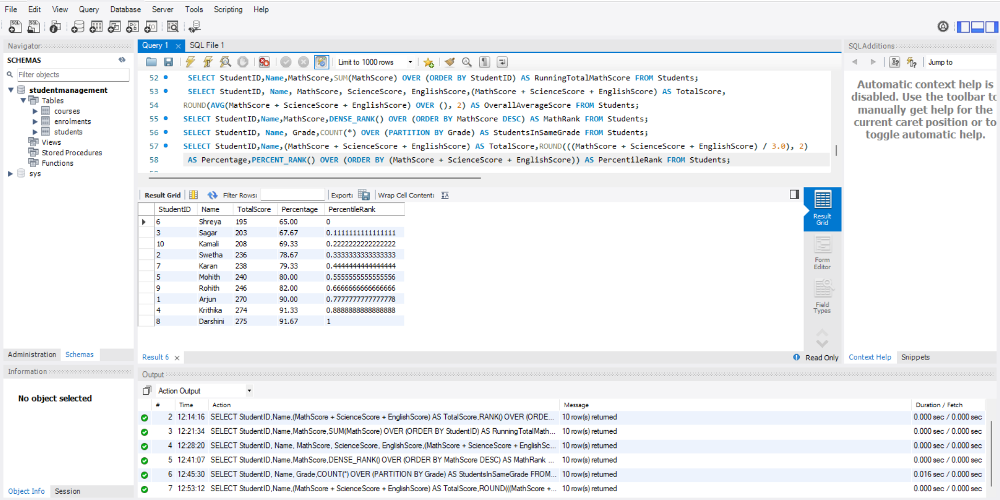 File Edit View Query Database Server Tools Scripting Help
Navigator
SCHEMAS
Filter objects
studentmanagement
Tables
courses
enrolments
students
Views
Stored Procedures
Functions
sys
Administration Schemas
Information
No object selected
Object Info Session
Query 1 SQL File 1
Limit to 1000 rows
52 SELECT StudentID,Name,MathScore,SUM(MathScore) OVER (ORDER BY StudentID) AS RunningTotalMathScore FROM Students;
53 SELECT StudentID, Name, MathScore, ScienceScore, EnglishScore,(MathScore + ScienceScore + EnglishScore) AS TotalScore,
54 ROUND(AVG(MathScore + ScienceScore + EnglishScore) OVER (), 2) AS OverallAverageScore FROM Students;
55 SELECT StudentID,Name,MathScore,DENSE_RANK() OVER (ORDER BY MathScore DESC) AS MathRank FROM Students;
56 SELECT StudentID, Name, Grade,COUNT(*) OVER (PARTITION BY Grade) AS StudentsInSameGrade FROM Students;
57 SELECT StudentID,Name,(MathScore + ScienceScore + EnglishScore) AS TotalScore,ROUND(((MathScore + ScienceScore + EnglishScore) / 3.0), 2)
58 AS Percentage,PERCENT_RANK() OVER (ORDER BY (MathScore + ScienceScore + EnglishScore)) AS PercentileRank FROM Students;
Result Grid Filter Rows: Export: Wrap Cell Content:
StudentID Name TotalScore Percentage PercentileRank
6 Shreya 195 65.00 0
3 Sagar 203 67.67 0.1111111111111111
10 Kamali 208 69.33 0.2222222222222222
2 Swetha 236 78.67 0.3333333333333333
7 Karan 238 79.33 0.4444444444444444
5 Mohith 240 80.00 0.5555555555555556
9 Rohith 246 82.00 0.6666666666666666
1 Arjun 270 90.00 0.7777777777777778
4 Krithika 274 91.33 0.8888888888888888
8 Darshini 275 91.67 1
Result Grid
Form Editor
Field Types
Result 6 Read Only
SQLAdditions
Jump to
Automatic context help is
disabled. Use the toolbar to
manually get help for the
current caret position or to
toggle automatic help.
Context Help Snippets
Output
Action Output
# Time Action Message Duration / Fetch
2 12:14:16 SELECT StudentID,Name,(MathScore + ScienceScore + EnglishScore) AS TotalScore,RANK() OVER (ORDE... 10 row(s) returned 0.000 sec / 0.000 sec
3 12:21:34 SELECT StudentID,Name,MathScore,SUM(MathScore) OVER (ORDER BY StudentID) AS RunningTotalMath... 10 row(s) returned 0.000 sec / 0.000 sec
4 12:28:20 SELECT StudentID, Name, MathScore, ScienceScore, EnglishScore,(MathScore + ScienceScore + EnglishSc... 10 row(s) returned 0.000 sec / 0.000 sec
5 12:41:07 SELECT StudentID,Name,MathScore,DENSE_RANK() OVER (ORDER BY MathScore DESC) AS MathRank ... 10 row(s) returned 0.000 sec / 0.000 sec
6 12:45:30 SELECT StudentID, Name, Grade,COUNT(*) OVER (PARTITION BY Grade) AS StudentsInSameGrade FROM... 10 row(s) returned 0.016 sec / 0.000 sec
7 12:53:12 SELECT StudentID,Name,(MathScore + ScienceScore + EnglishScore) AS TotalScore,ROUND(((MathScore +... 10 row(s) returned 0.000 sec / 0.000 sec